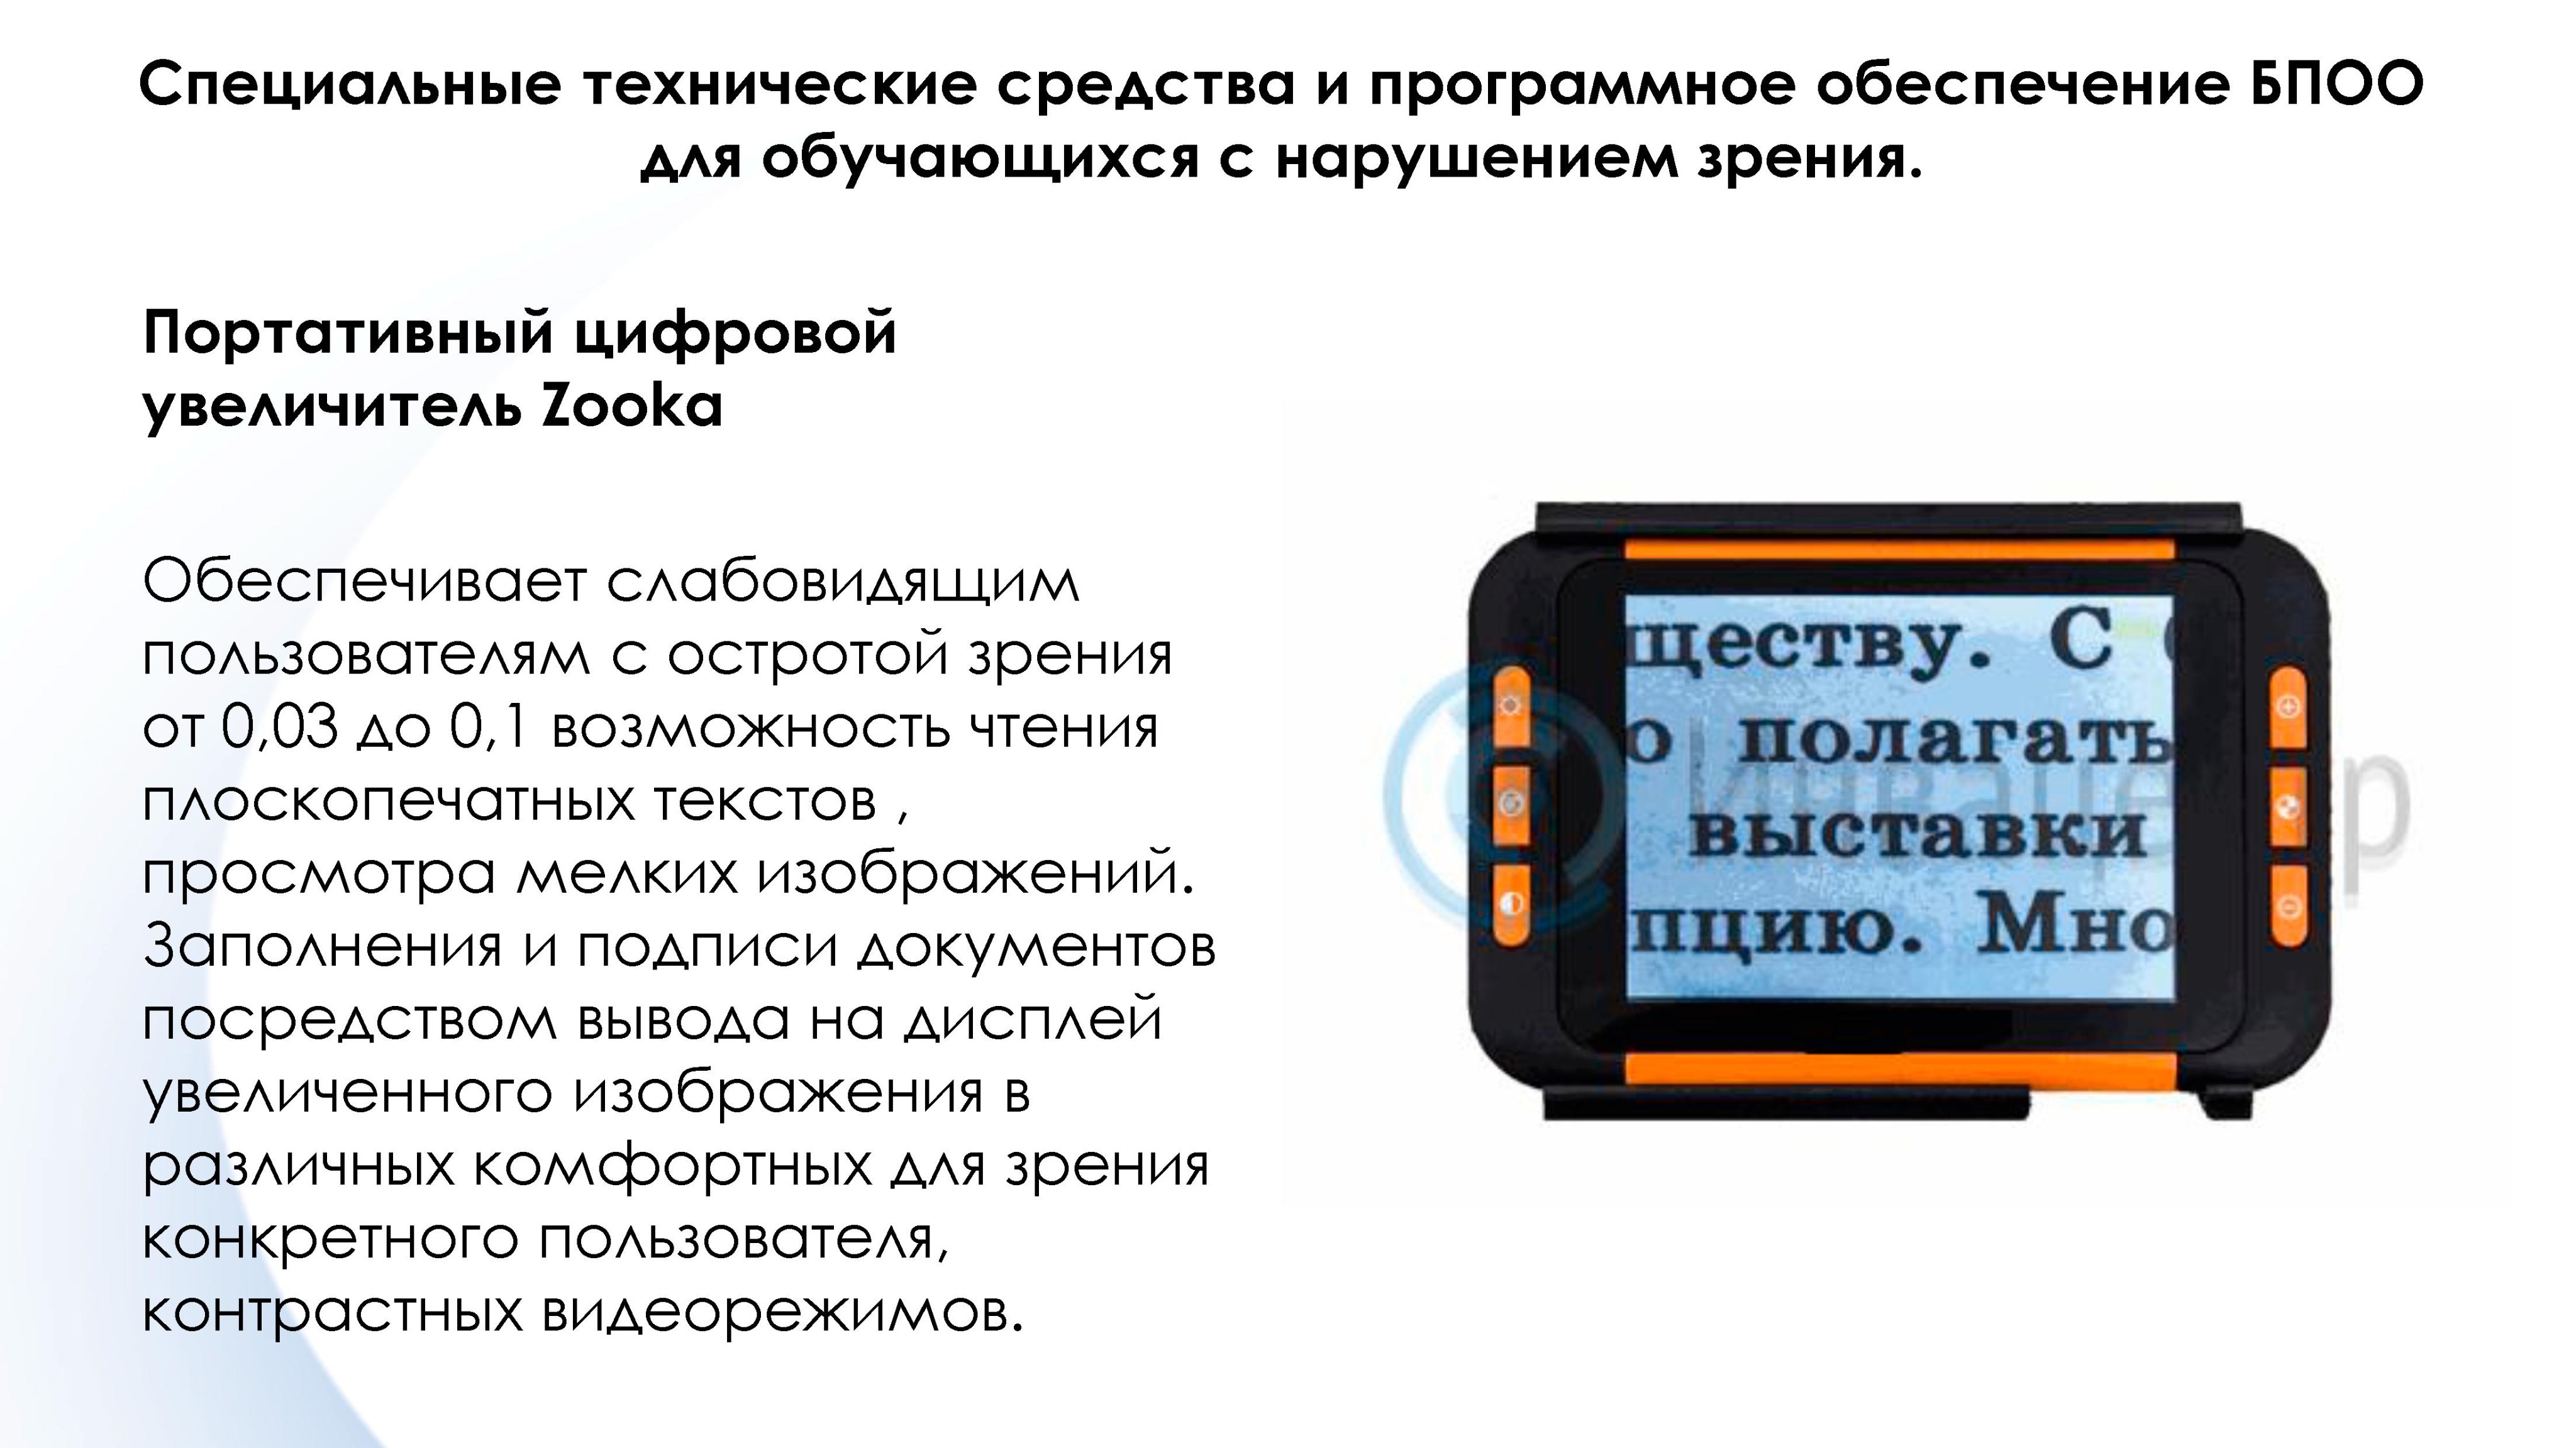 Специальные технические средства и программное обеспечение БПОО
для обучающихся с нарушением зрения.
Портативный цифровой
увеличитель Zooka
Обеспечивает слабовидящим
пользователям с остротой зрения
от 0,03 до 0,1 возможность чтения
плоскопечатных текстов ,
просмотра мелких изображений.
Заполнения и подписи документов
посредством вывода на дисплей
увеличенного изображения в
различных комфортных для зрения
конкретного пользователя,
контрастных видеорежимов.
ществу. С
о полагать
выставки
пцию. Мно